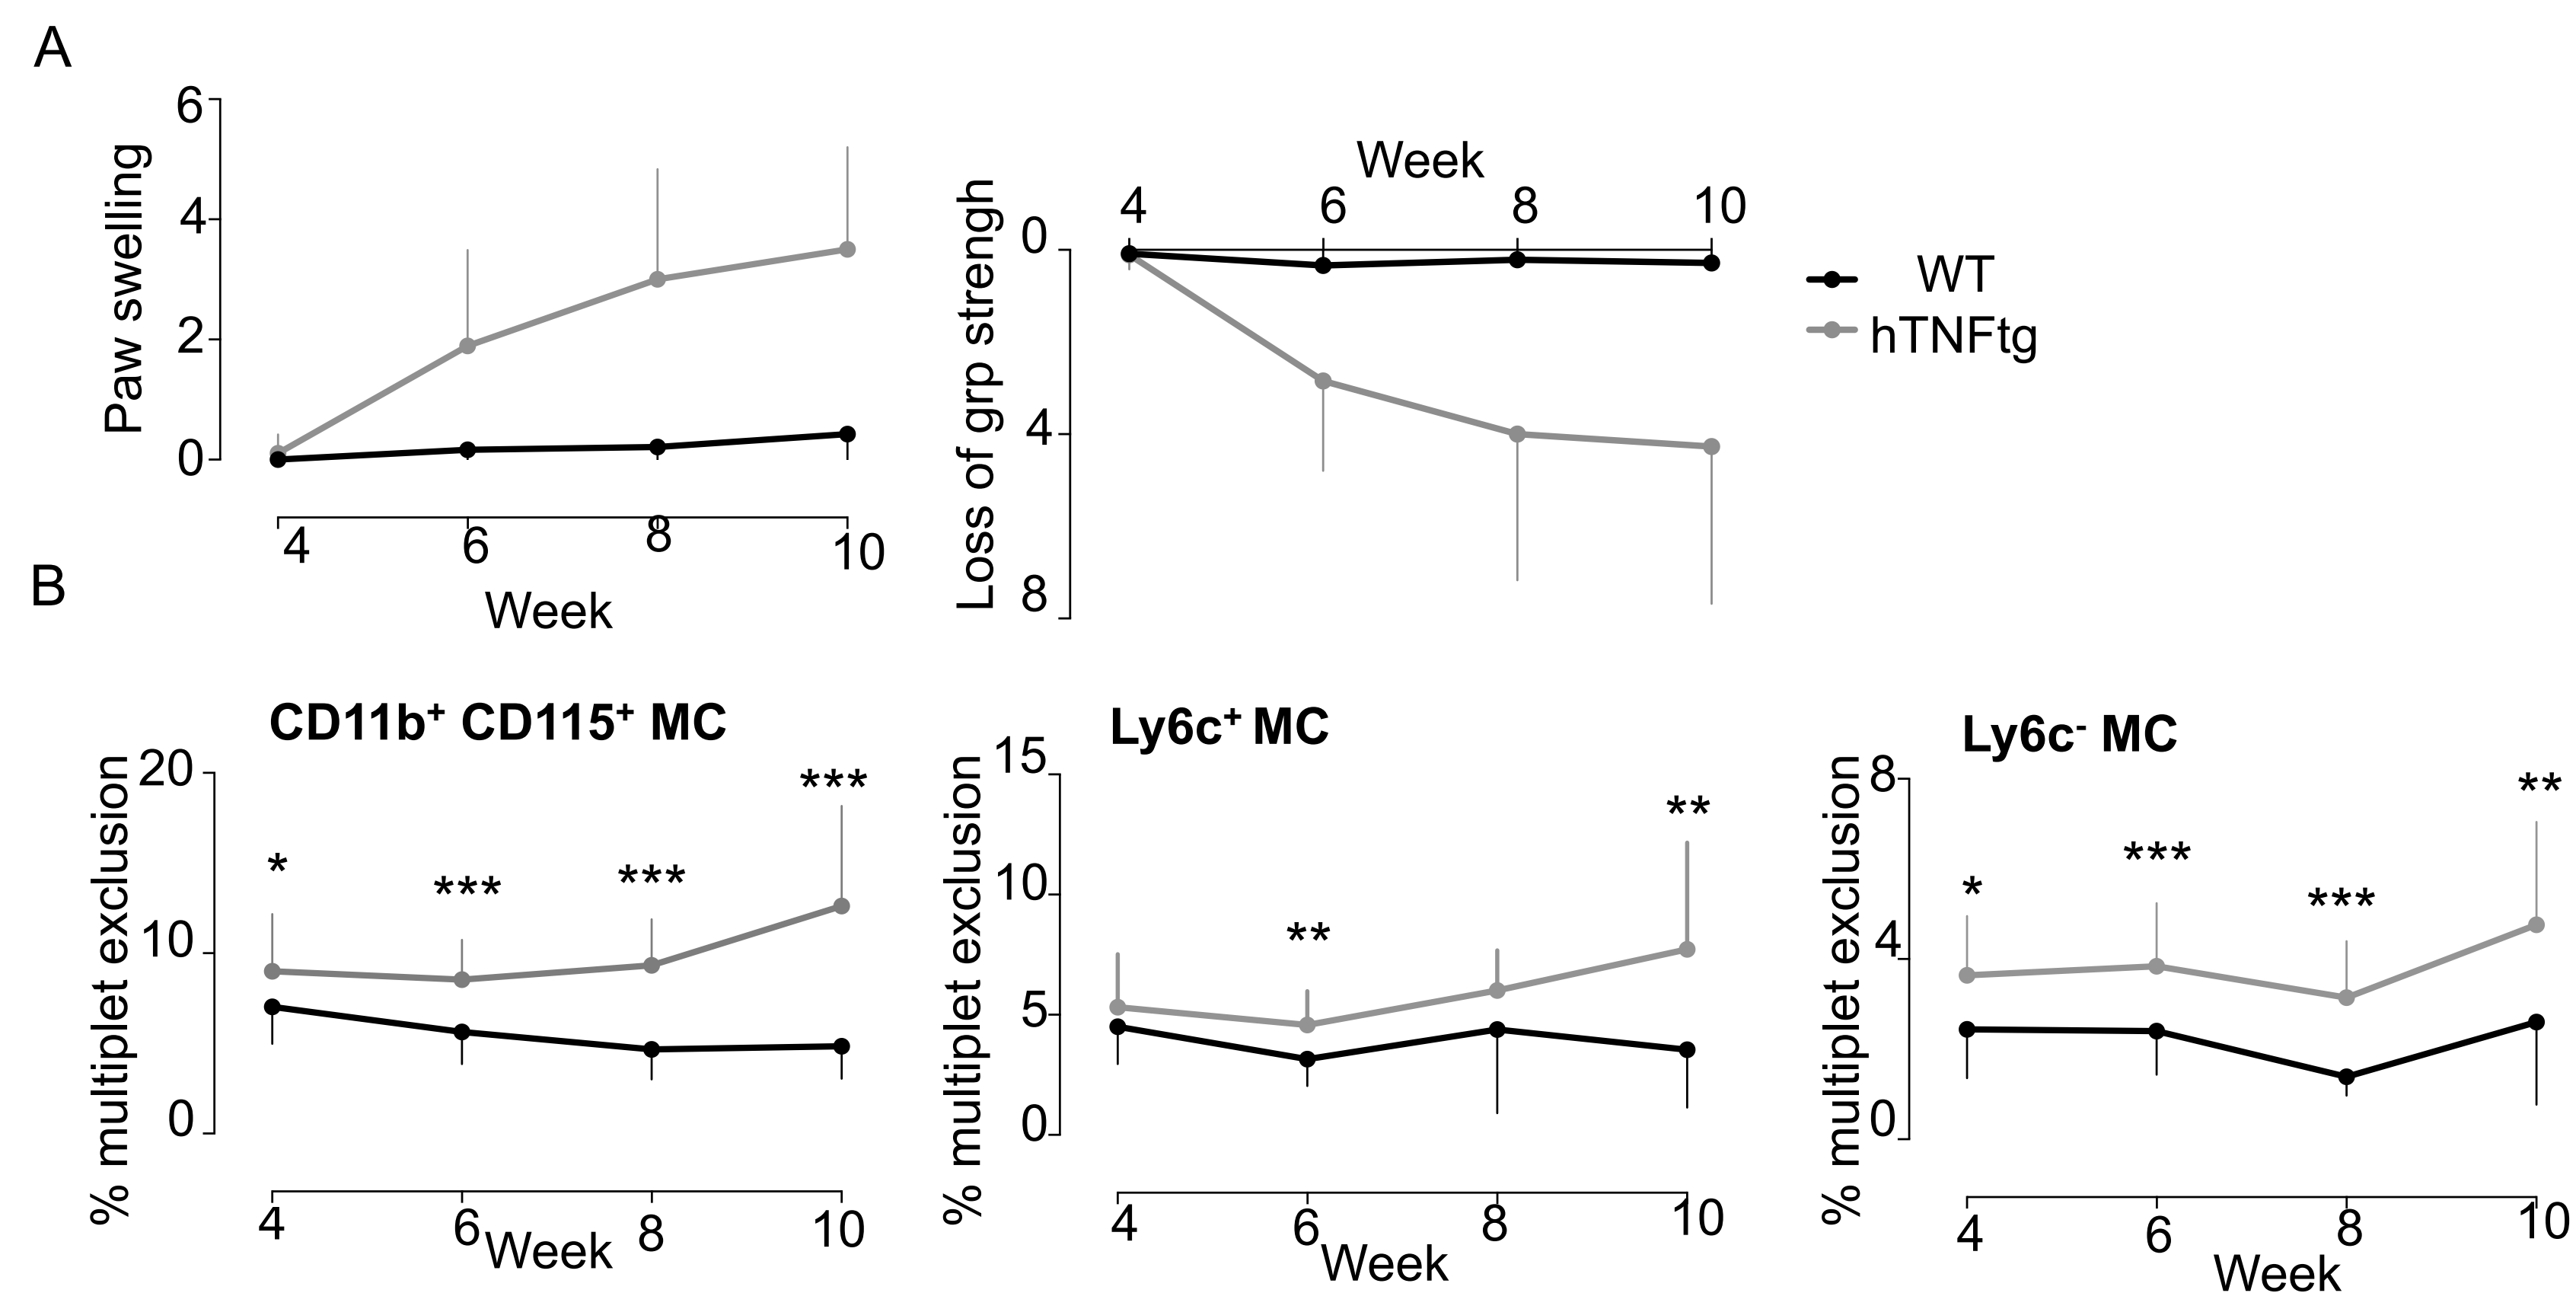 A
6
4
2
0
Paw swelling
4 6 8 10
Week
Week
4 6 8 10
0
4
8
Loss of grp strengh
WT
hTNFtg
B
CD11b+ CD115+ MC
20
10
0
% multiplet exclusion
*
***
***
***
4 6 8 10
Week
Ly6c+ MC
15
10
5
0
% multiplet exclusion
**
**
4 6 8 10
Week
Ly6c- MC
8
4
0
% multiplet exclusion
*
***
***
**
4 6 8 10
Week